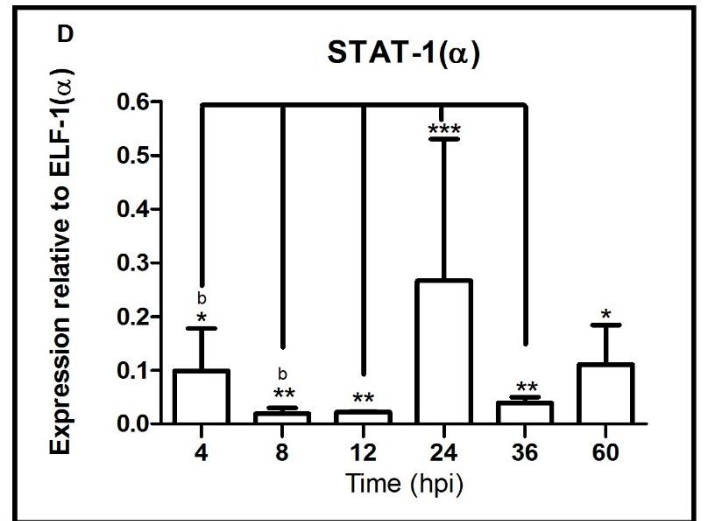 D
STAT-1(α)
Expression relative to ELF-1(α)
0.6
0.5
0.4
0.3
0.2
0.1
0.0
b
*
b
**
**
***
**
*
4 8 12 24 36 60
Time (hpi)